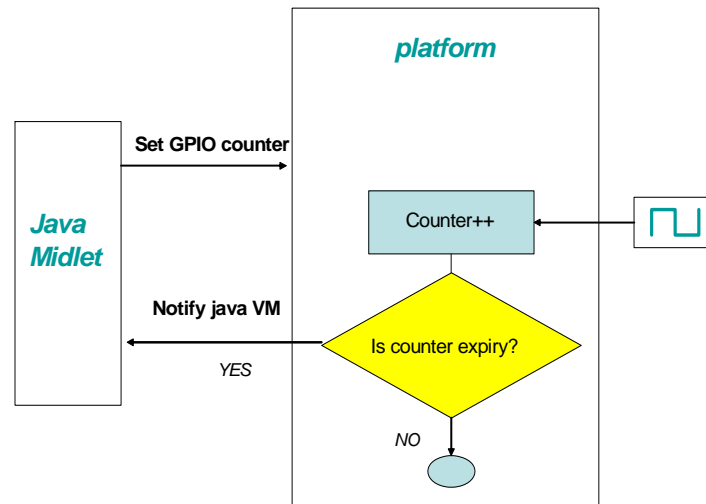 platform
Set GPIO counter
Java
Midlet
Counter++
Notify java VM
Is counter expiry?
YES
NO